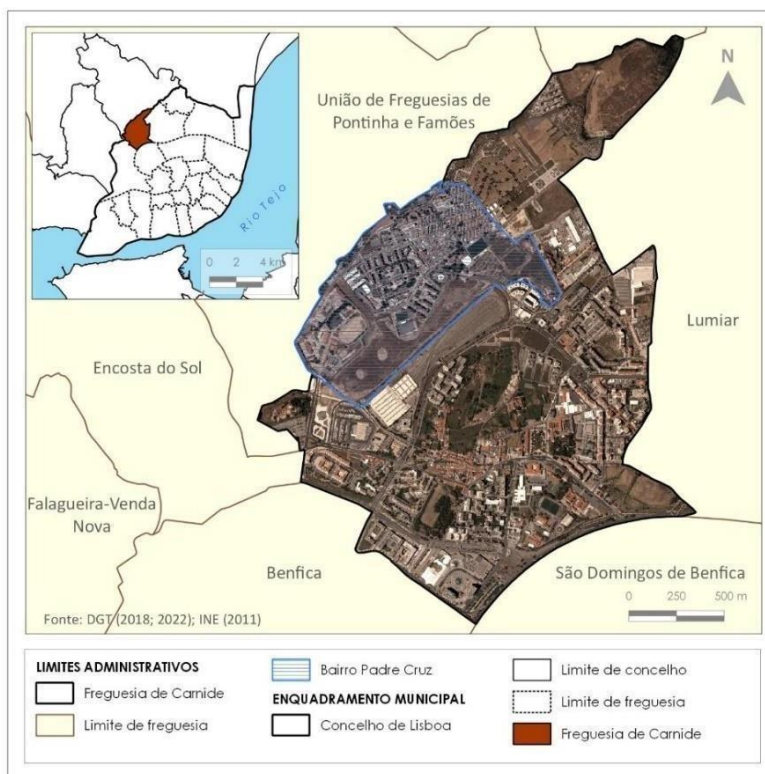 Rio Tejo
0 2 4 km
N
União de Freguesias de
Pontinha e Famões
Lumiar
Encosta do Sol
Falagueira-Venda
Nova
Benfica
São Domingos de Benfica
0 250 500 m
Fonte: DGT (2018; 2022); INE (2011)
LIMITES ADMINISTRATIVOS
Freguesia de Carnide
Limite de freguesia
Bairro Padre Cruz
ENQUADRAMENTO MUNICIPAL
Concelho de Lisboa
Limite de concelho
Limite de freguesia
Freguesia de Carnide